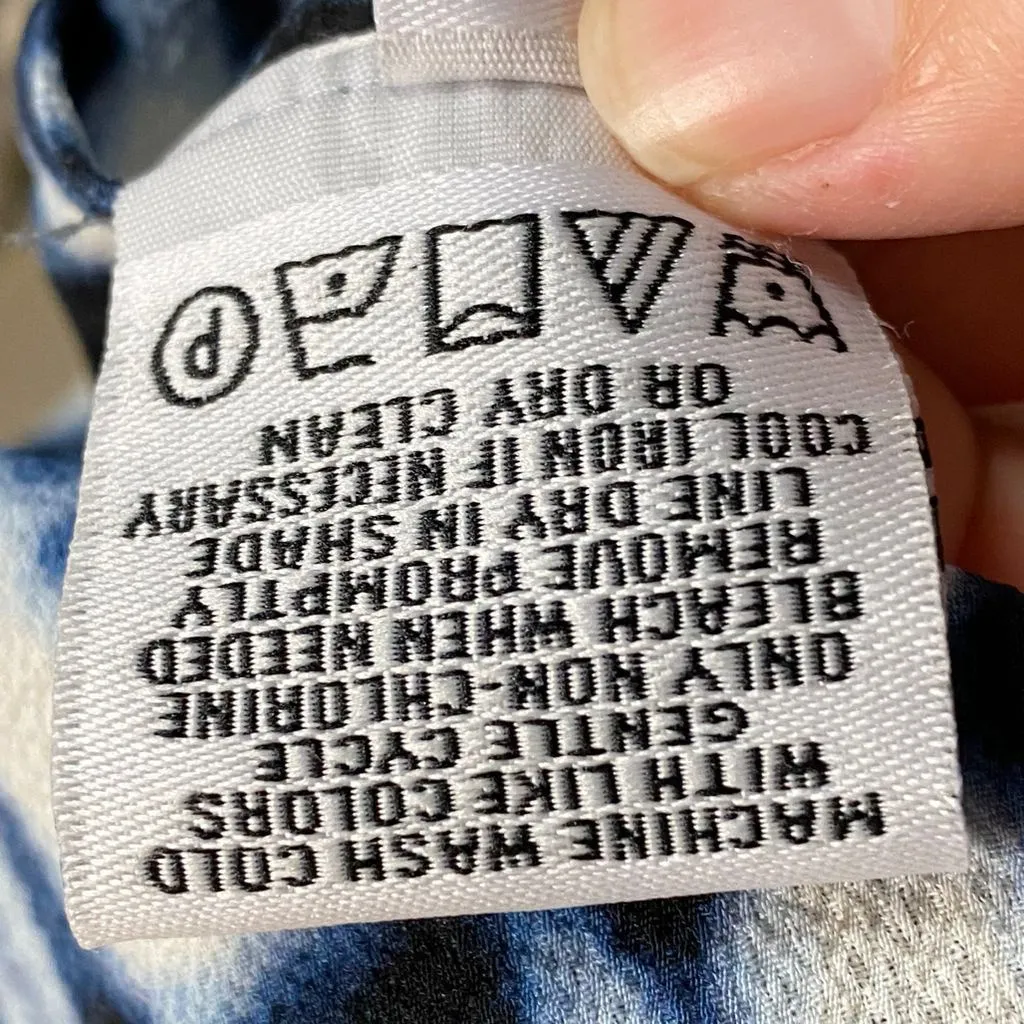 MACHINE WASH COLD
WITH LIKE COLORS
GENTLE CYCLE
ONLY NON-CHLORINE
BLEACH WHEN NEEDED
REMOVE PROMPTLY
LINE DRY IN SHADE
COOL IRON IF NECESSARY
OR DRY CLEAN
P